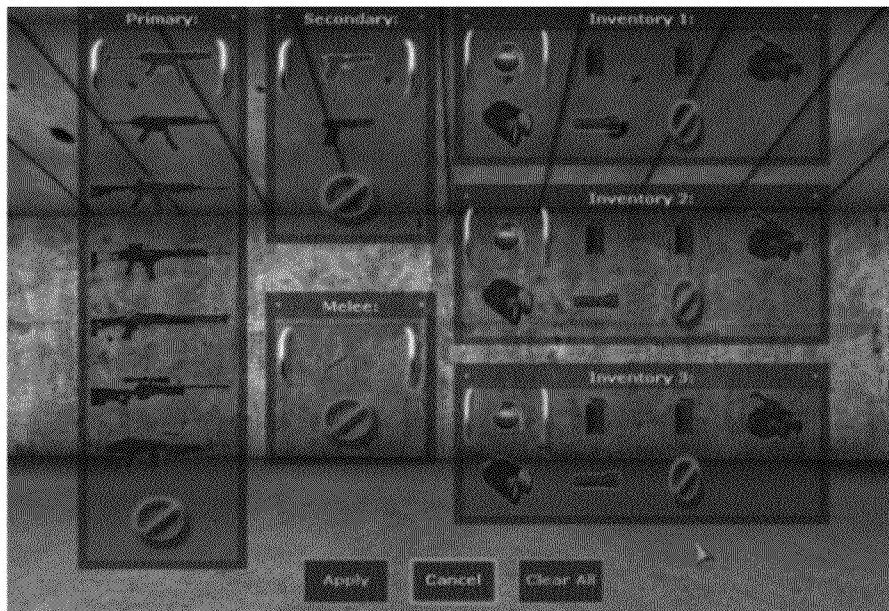 Primary:
Secondary:
Inventory 1:
Inventory 2:
Melee:
Inventory 3:
Apply
Cancel
Clear All